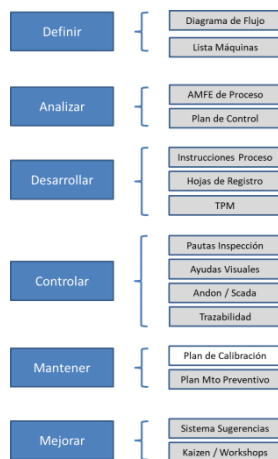 Definir
Diagrama de Flujo
Lista Máquinas
Analizar
AMFE de Proceso
Plan de Control
Desarrollar
Instrucciones Proceso
Hojas de Registro
TPM
Controlar
Pautas Inspección
Ayudas Visuales
Andon / Scada
Trazabilidad
Mantener
Plan de Calibración
Plan Mto Preventivo
Mejorar
Sistema Sugerencias
Kaizen / Workshops